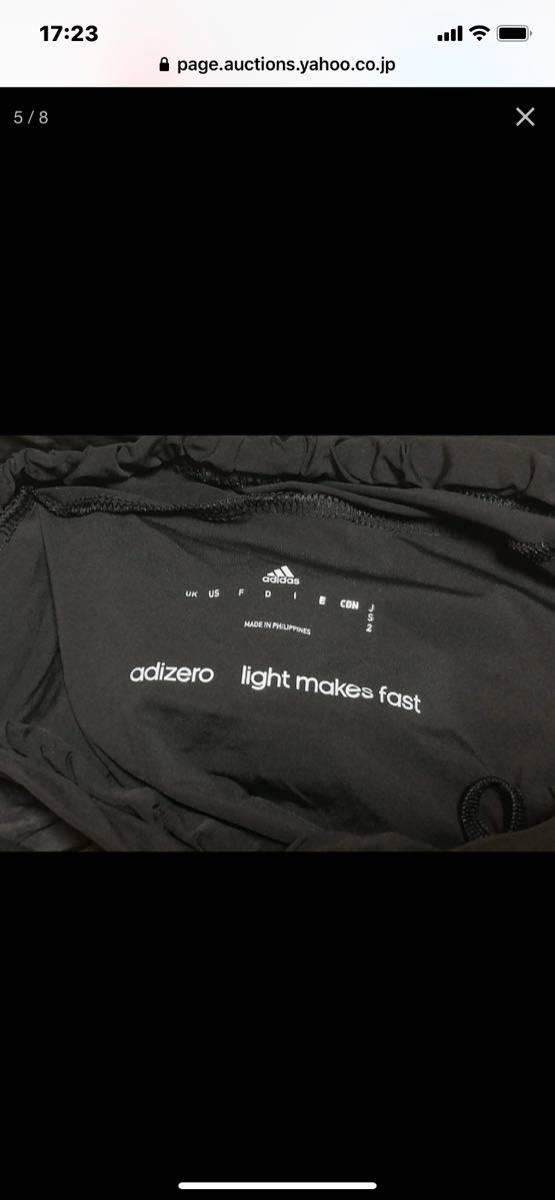 17:23
page.auctions.yahoo.co.jp
5 / 8
adidas
UK US F D I E CDN J
S
2
MADE IN PHILIPPINES
adizero light makes fast